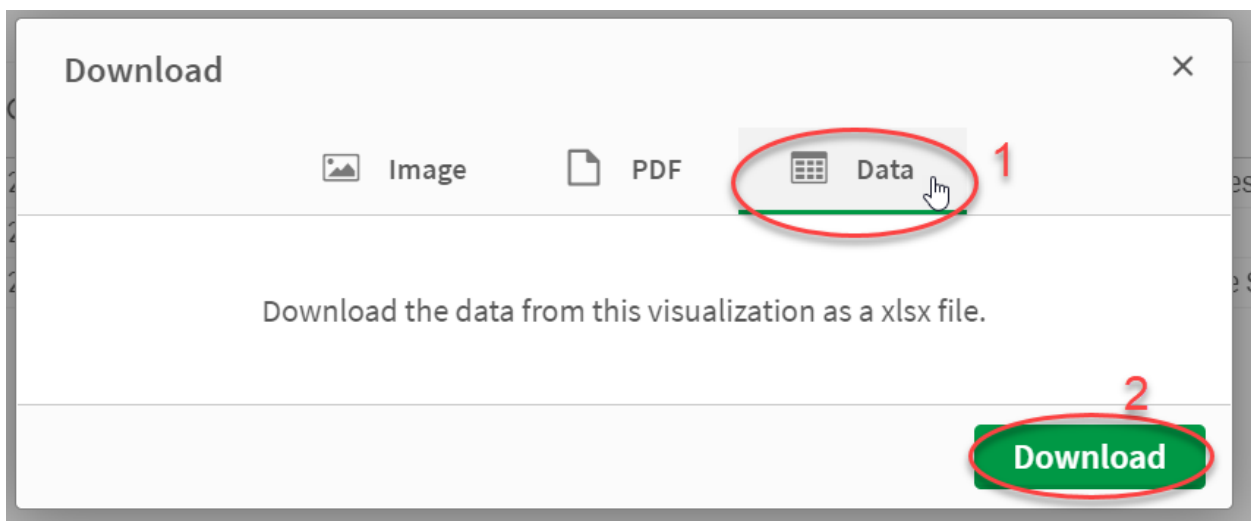 Download
Image PDF Data 1
Download the data from this visualization as a xlsx file.
2
Download